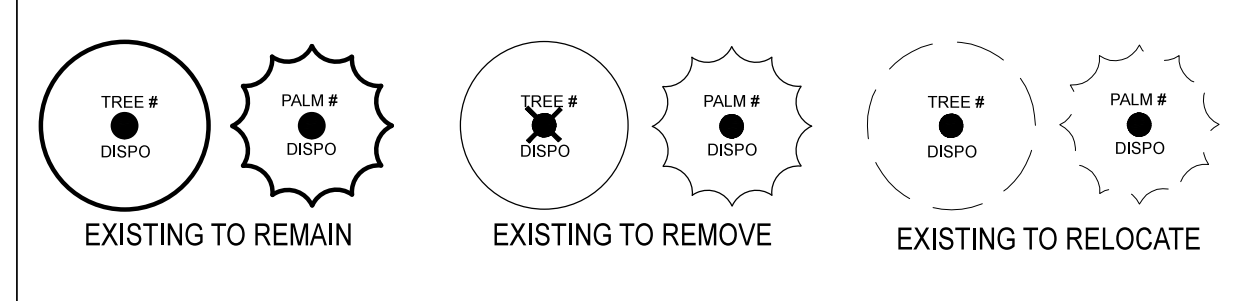 TREE #
DISPO
PALM #
DISPO
EXISTING TO REMAIN
TREE #
DISPO
PALM #
DISPO
EXISTING TO REMOVE
TREE #
DISPO
PALM #
DISPO
EXISTING TO RELOCATE